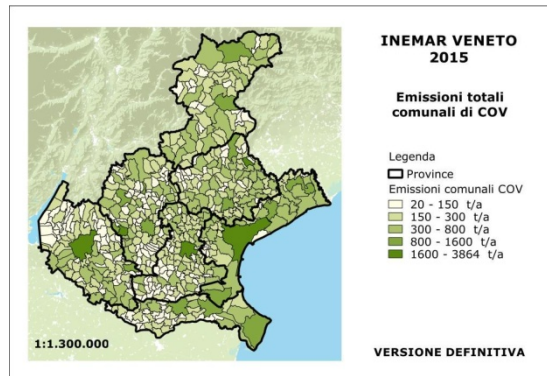 INEMAR VENETO
2015
Emissioni totali
comunali di COV
Legenda
Province
Emissioni comunali COV
20 - 150 t/a
150 - 300 t/a
300 - 800 t/a
800 - 1600 t/a
1600 - 3864 t/a
1:1.300.000
VERSIONE DEFINITIVA